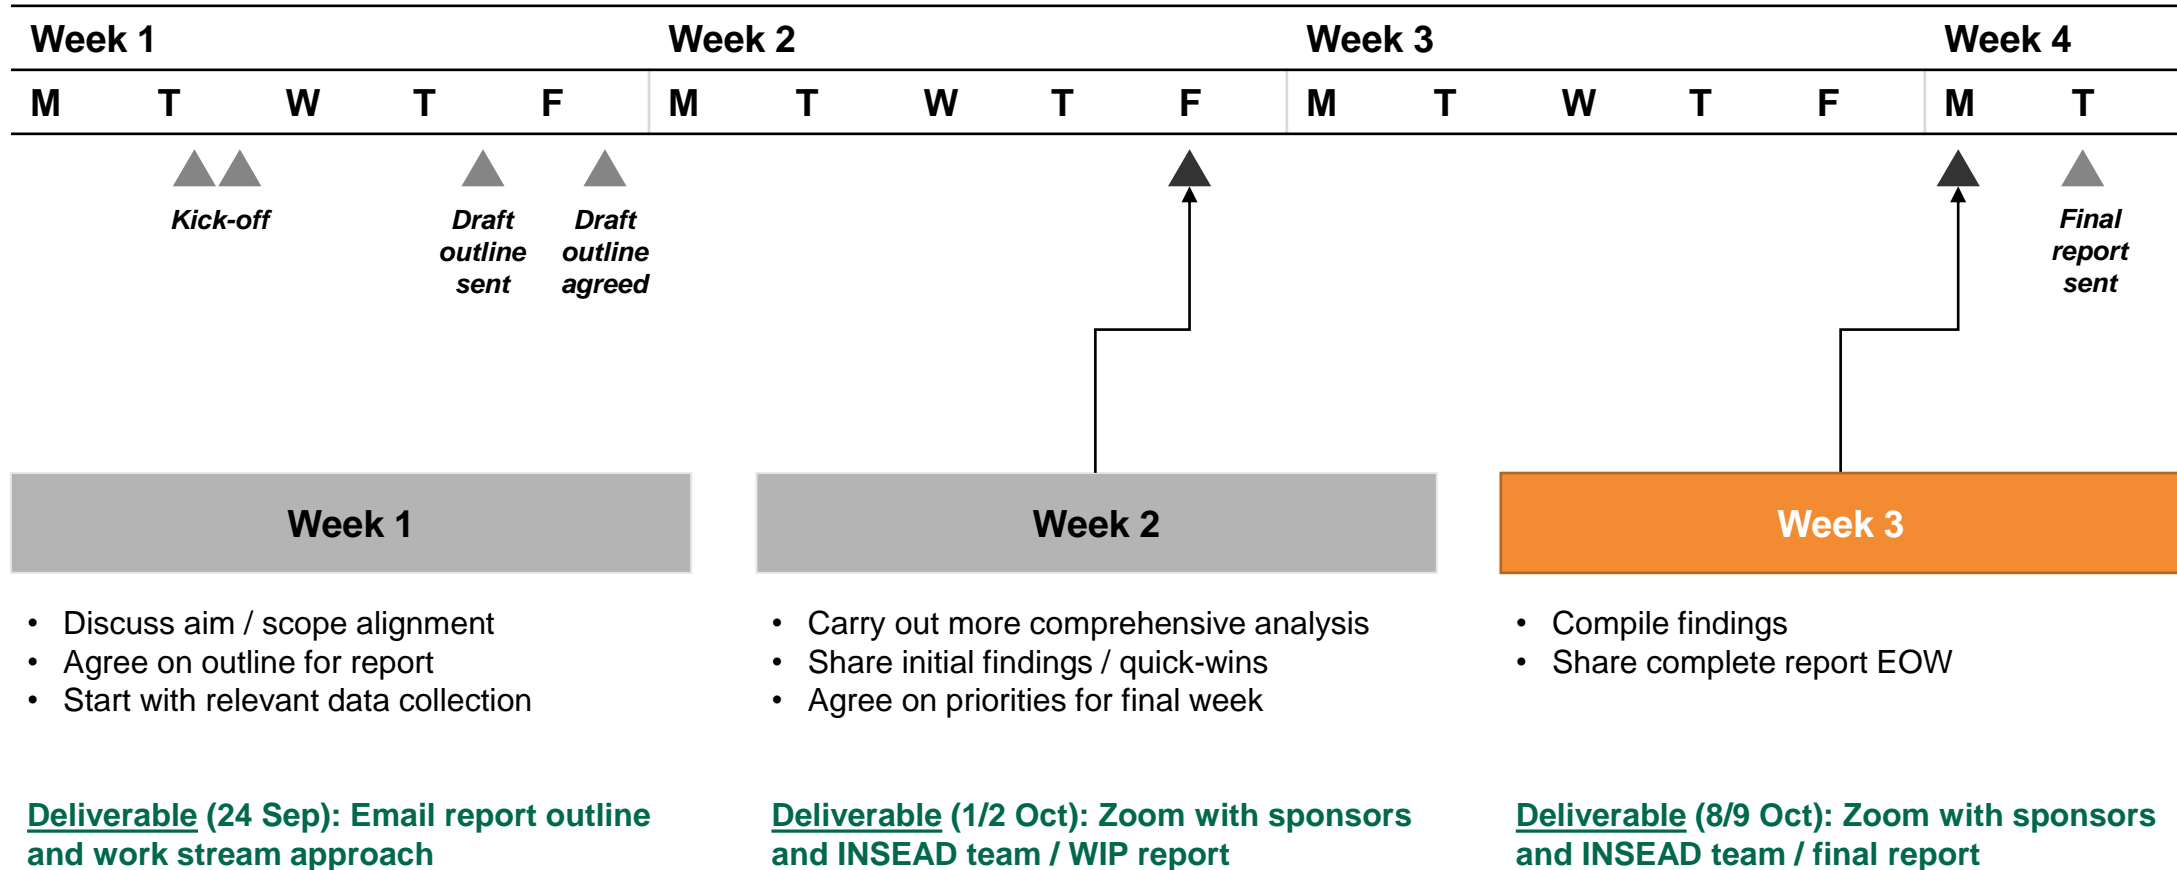 Week 1 Week 2 Week 3 Week 4
M T W T F M T W T F M T W T F M T
Kick-off
Draft
outline
sent
Draft
outline
agreed
Final
report
sent
Week 1
• Discuss aim / scope alignment
• Agree on outline for report
• Start with relevant data collection
Deliverable (24 Sep): Email report outline
and work stream approach
Week 2
• Carry out more comprehensive analysis
• Share initial findings / quick-wins
• Agree on priorities for final week
Deliverable (1/2 Oct): Zoom with sponsors
and INSEAD team / WIP report
Week 3
• Compile findings
• Share complete report EOW
Deliverable (8/9 Oct): Zoom with sponsors
and INSEAD team / final report